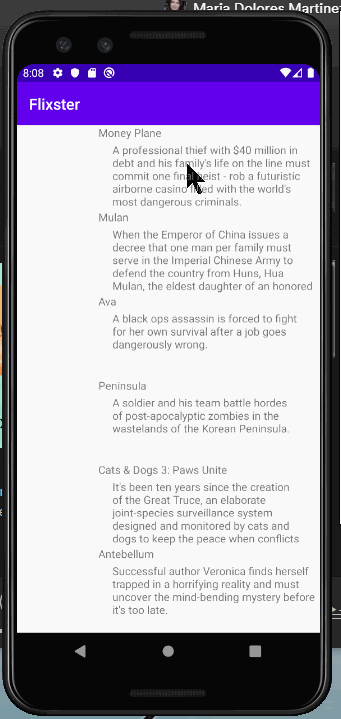 Maria Dolores Martine
8:08
Flixster
Money Plane
A professional thief with $40 million in
debt and his family's life on the line must
commit one final heist - rob a futuristic
airborne casino filled with the world's
most dangerous criminals.
Mulan
When the Emperor of China issues a
decree that one man per family must
serve in the Imperial Chinese Army to
defend the country from Huns, Hua
Mulan, the eldest daughter of an honored
Ava
A black ops assassin is forced to fight
for her own survival after a job goes
dangerously wrong.
Peninsula
A soldier and his team battle hordes
of post-apocalyptic zombies in the
wastelands of the Korean Peninsula.
Cats & Dogs 3: Paws Unite
It's been ten years since the creation
of the Great Truce, an elaborate
joint-species surveillance system
designed and monitored by cats and
dogs to keep the peace when conflicts
Antebellum
Successful author Veronica finds herself
trapped in a horrifying reality and must
uncover the mind-bending mystery before
it's too late.